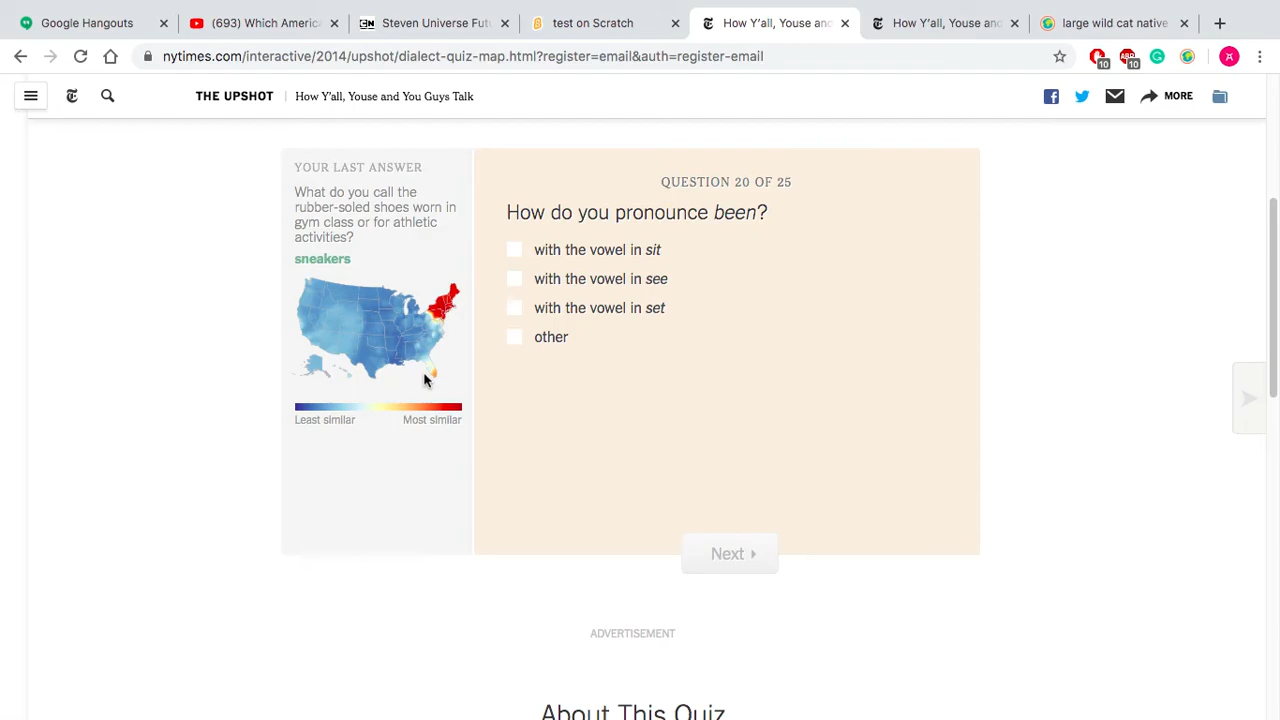 Google Hangouts
(693) Which America
Steven Universe Fut
test on Scratch
How Y'all, Youse and
How Y'all, Youse and
large wild cat native
nytimes.com/interactive/2014/upshot/dialect-quiz-map.html?register=email&auth=register-email
10
10
THE UPSHOT | How Y'all, Youse and You Guys Talk
MORE
YOUR LAST ANSWER
What do you call the
rubber-soled shoes worn in
gym class or for athletic
activities?
sneakers
Least similar Most similar
QUESTION 20 OF 25
How do you pronounce been?
with the vowel in sit
with the vowel in see
with the vowel in set
other
Next
ADVERTISEMENT
About This Quiz